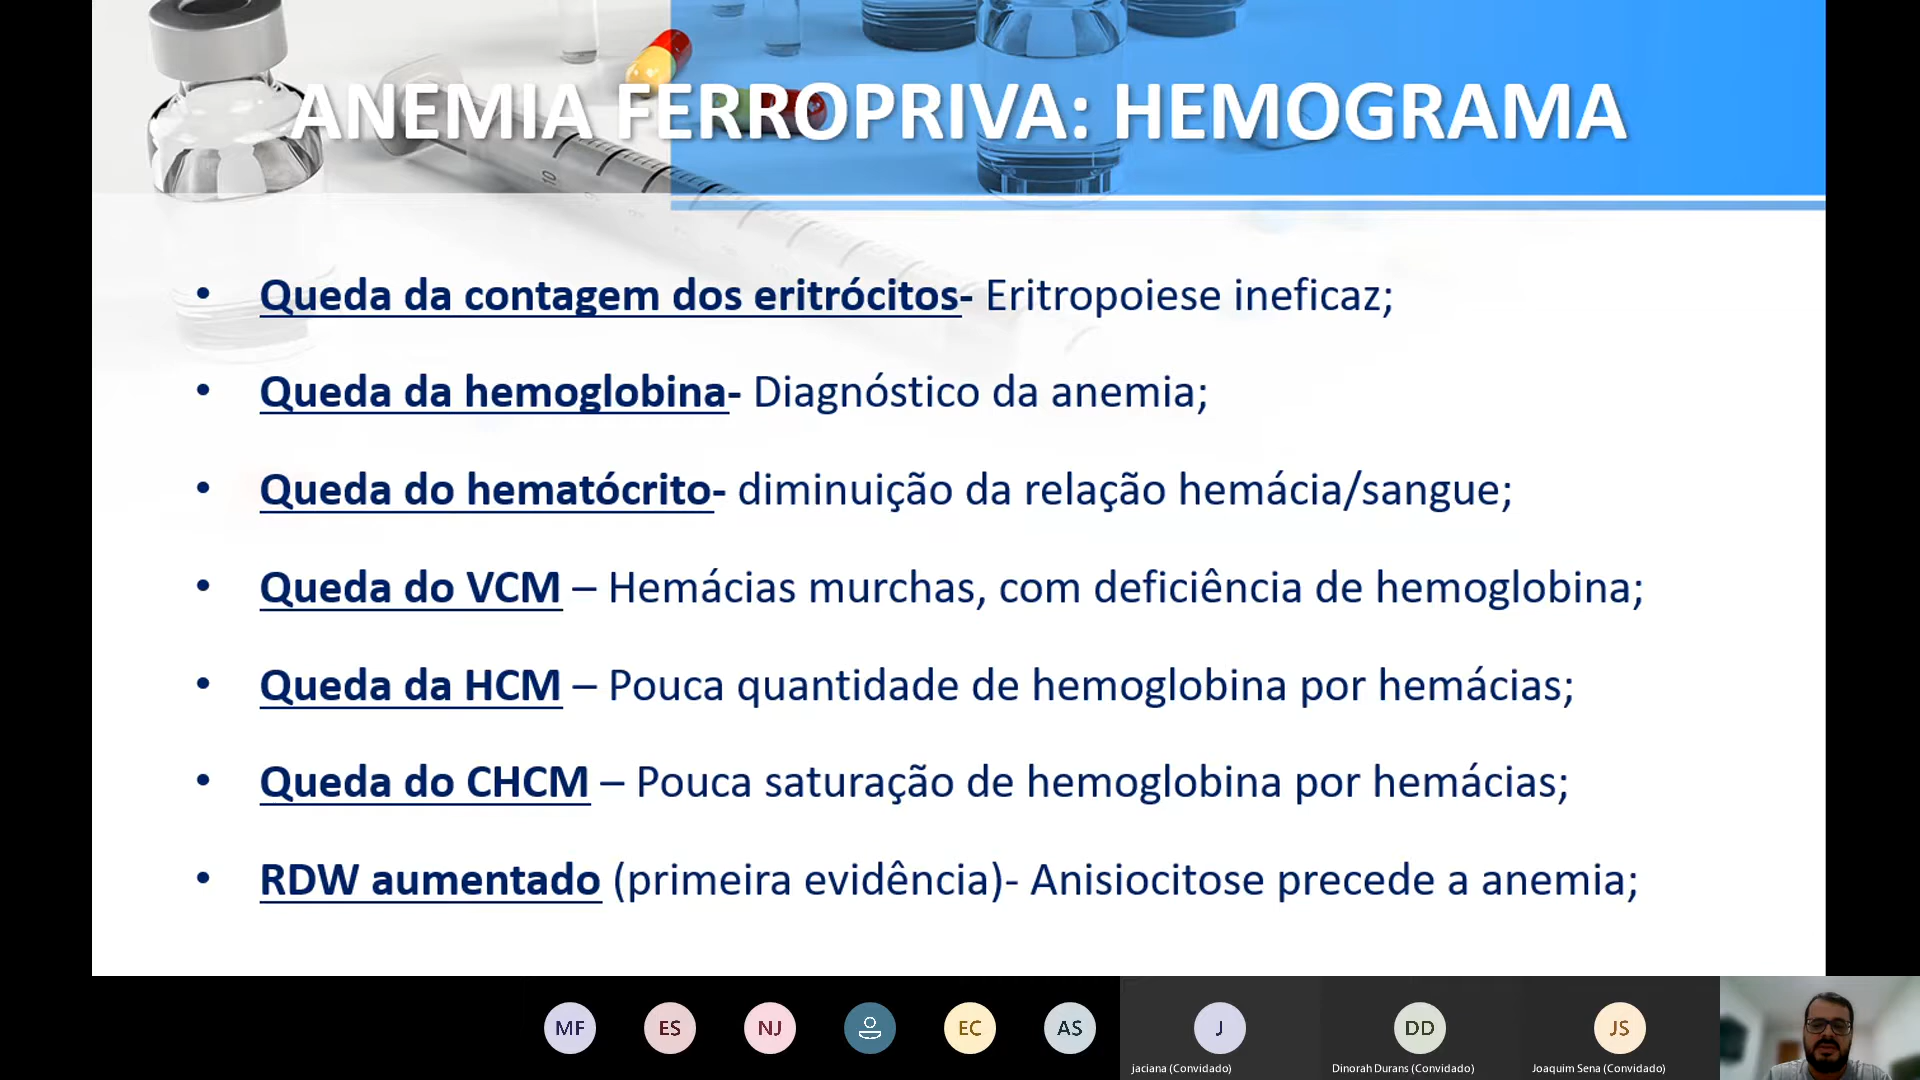 ANEMIA FERROPRIVA: HEMOGRAMA
• Queda da contagem dos eritrócitos- Eritropoiese ineficaz;
• Queda da hemoglobina- Diagnóstico da anemia;
• Queda do hematócrito- diminuição da relação hemácia/sangue;
• Queda do VCM – Hemácias murchas, com deficiência de hemoglobina;
• Queda da HCM – Pouca quantidade de hemoglobina por hemácias;
• Queda do CHCM – Pouca saturação de hemoglobina por hemácias;
• RDW aumentado (primeira evidência)- Anisiocitose precede a anemia;
MF ES NJ EC AS J DD JS
jaciana (Convidado) Dinorah Durans (Convidado) Joaquim Sena (Convidado)